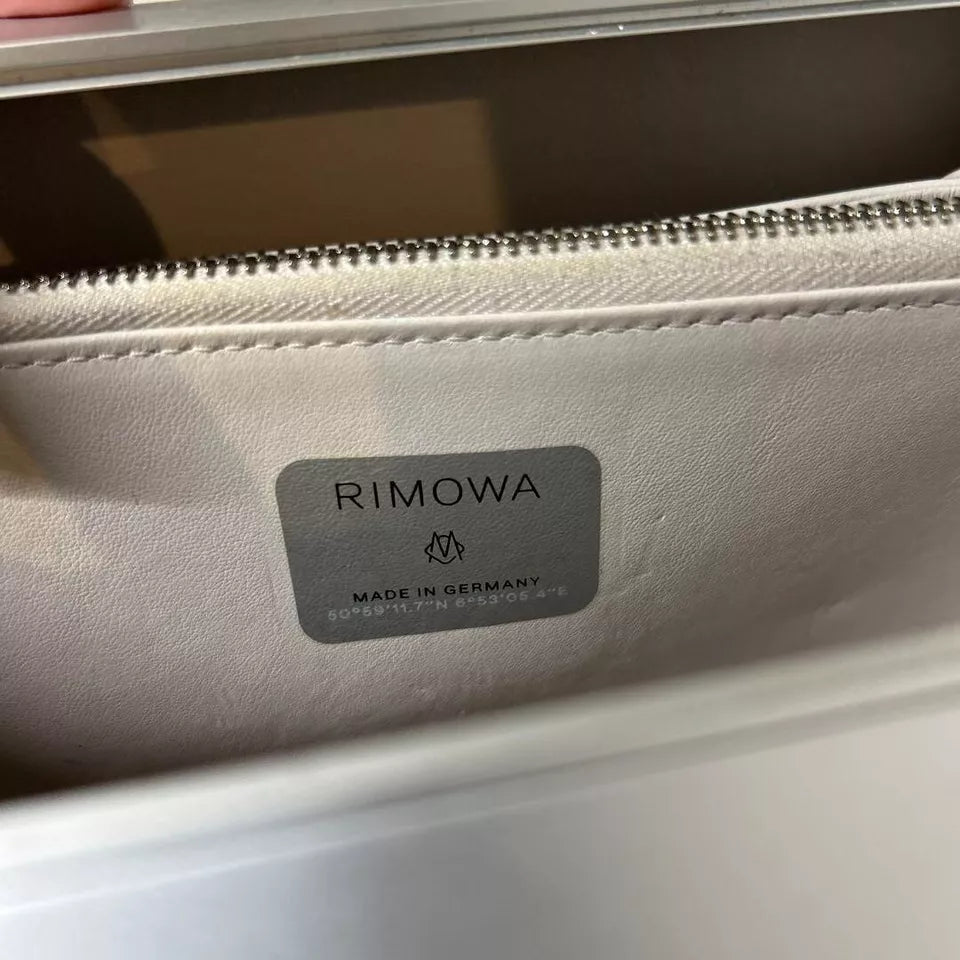 RIMOWA
MADE IN GERMANY
50°59'11.7"N 6°53'05.4"E